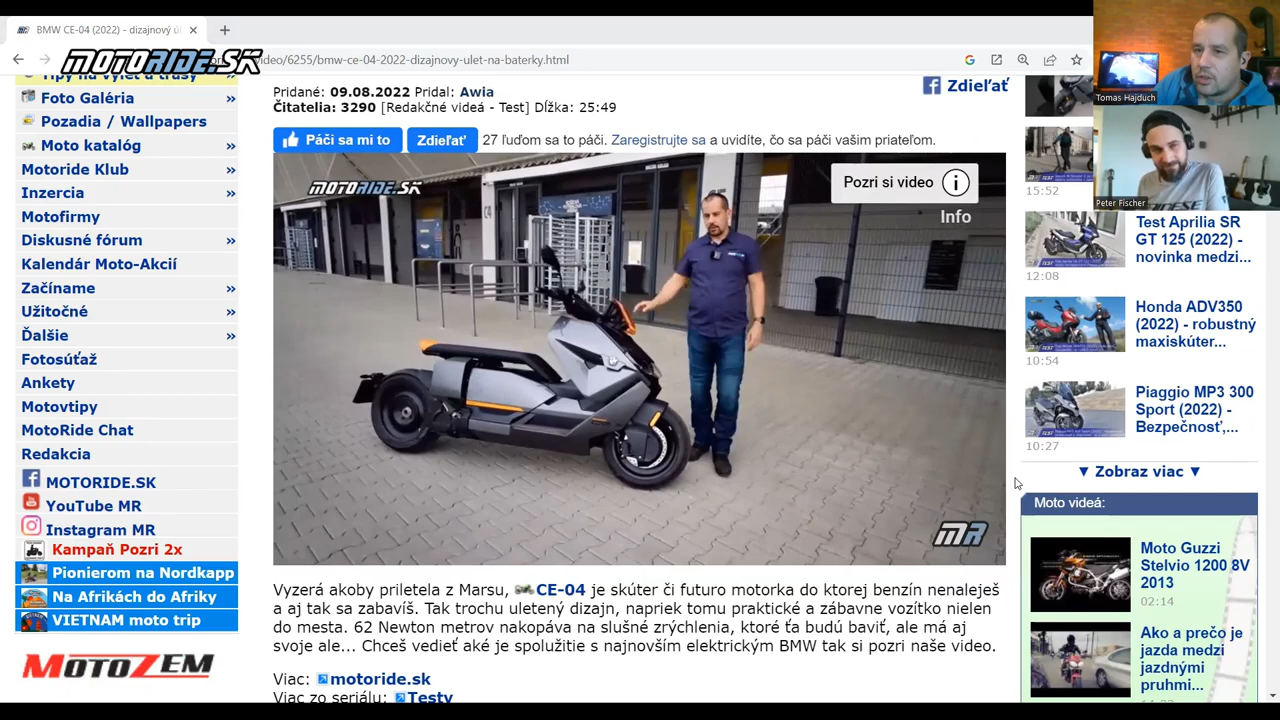 BMW CE-04 (2022) - dizajnový ú
MOTORIDE.SK
video/6255/bmw-ce-04-2022-dizajnovy-ulet-na-baterky.html
Tipy na výlet a trasy »
Foto Galéria »
Pozadia / Wallpapers
Moto katalóg »
Motoride Klub
Inzercia »
Motofirmy
Diskusné fórum »
Kalendár Moto-Akcií
Začíname »
Užitočné »
Ďalšie »
Fotosúťaž
Ankety
Motovtipy
MotoRide Chat
Redakcia
MOTORIDE.SK
YouTube MR
Instagram MR
Kampaň Pozri 2x
Pionierom na Nordkapp
Na Afrikách do Afriky
VIETNAM moto trip
MOTOZEM
Pridané: 09.08.2022 Pridal: Awia
Zdieľať
Čitatelia: 3290 [Redakčné videá - Test] Dĺžka: 25:49
Páči sa mi to
Zdieľať
27 ľuďom sa to páči. Zaregistrujte sa a uvidíte, čo sa páči vašim priateľom.
MOTORIDE.SK
Pozri si video
Info
MR
Vyzerá akoby priletela z Marsu, CE-04 je skúter či futuro motorka do ktorej benzín nenaleješ
a aj tak sa zabavíš. Tak trochu uletený dizajn, napriek tomu praktické a zábavne vozítko nielen
do mesta. 62 Newton metrov nakopáva na slušné zrýchlenia, ktoré ťa budú baviť, ale má aj
svoje ale... Chceš vedieť aké je spolužitie s najnovším elektrickým BMW tak si pozri naše video.
Viac: motoride.sk
Viac zo seriálu: Testy
Tomas Hajduch
Peter Fischer
15:52
Test Aprilia SR
GT 125 (2022) -
novinka medzi...
12:08
Honda ADV350
(2022) - robustný
maxiskúter...
10:54
Piaggio MP3 300
Sport (2022) -
Bezpečnosť,...
10:27
▼ Zobraz viac ▼
Moto videá:
Moto Guzzi
Stelvio 1200 8V
2013
02:14
Ako a prečo je
jazda medzi
jazdnými
pruhmi...